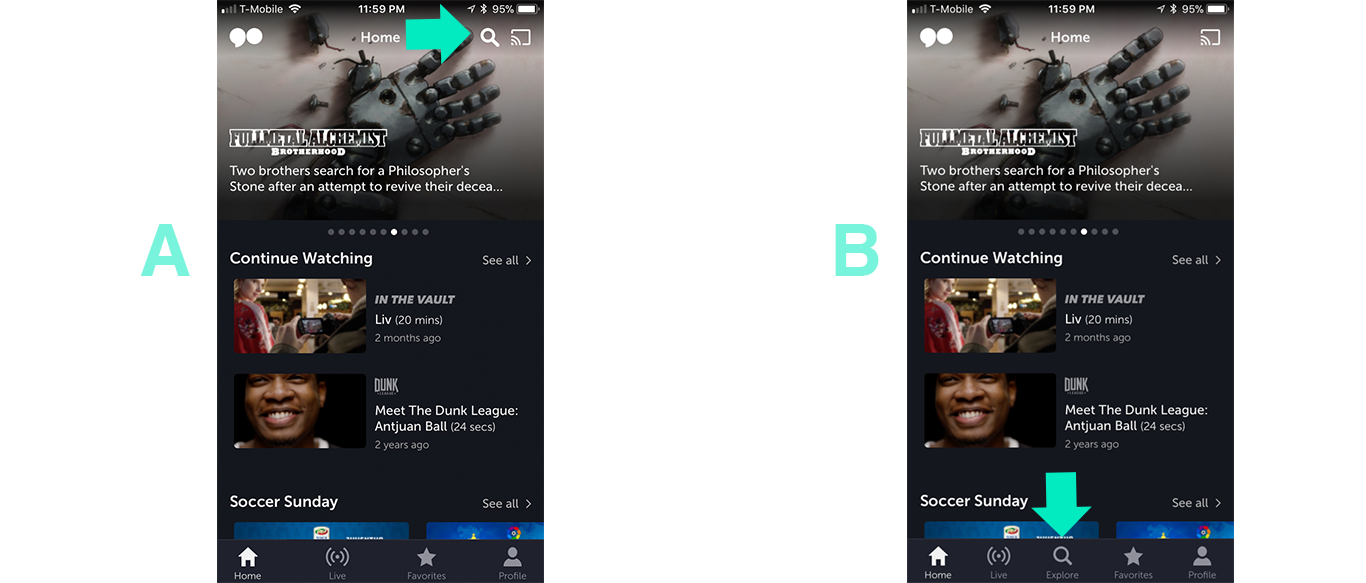 A
T-Mobile 11:59 PM 95%
Home
FULLMETAL ALCHEMIST
BROTHERHOOD
Two brothers search for a Philosopher's
Stone after an attempt to revive their decea...
Continue Watching See all
IN THE VAULT
Liv (20 mins)
2 months ago
DUNK
LEAGUE
Meet The Dunk League:
Antjuan Ball (24 secs)
2 years ago
Soccer Sunday See all
Home Live Favorites Profile
B
T-Mobile 11:59 PM 95%
Home
FULLMETAL ALCHEMIST
BROTHERHOOD
Two brothers search for a Philosopher's
Stone after an attempt to revive their decea...
Continue Watching See all
IN THE VAULT
Liv (20 mins)
2 months ago
DUNK
LEAGUE
Meet The Dunk League:
Antjuan Ball (24 secs)
2 years ago
Soccer Sunday See all
Home Live Explore Favorites Profile